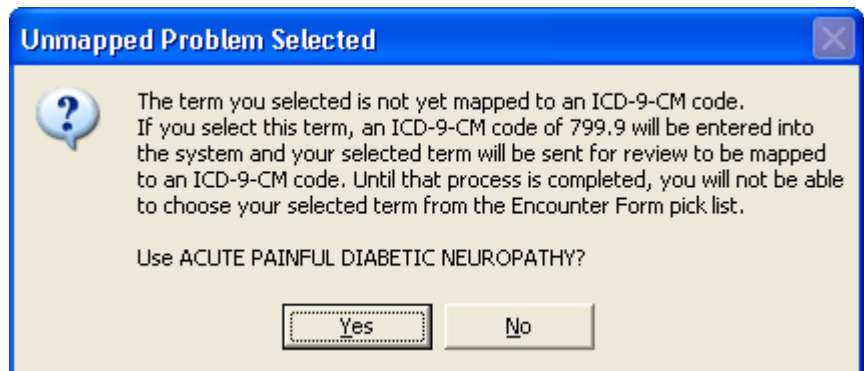 Unmapped Problem Selected
The term you selected is not yet mapped to an ICD-9-CM code.
If you select this term, an ICD-9-CM code of 799.9 will be entered into
the system and your selected term will be sent for review to be mapped
to an ICD-9-CM code. Until that process is completed, you will not be able
to choose your selected term from the Encounter Form pick list.
Use ACUTE PAINFUL DIABETIC NEUROPATHY?
Yes No